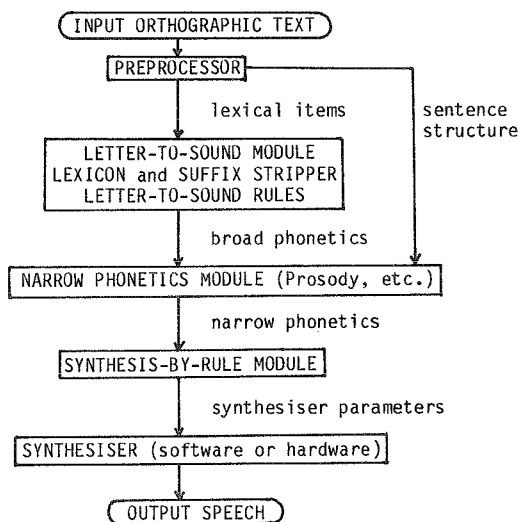 INPUT ORTHOGRAPHIC TEXT
PREPROCESSOR
lexical items
sentence
structure
LETTER-TO-SOUND MODULE
LEXICON and SUFFIX STRIPPER
LETTER-TO-SOUND RULES
broad phonetics
NARROW PHONETICS MODULE (Prosody, etc.)
narrow phonetics
SYNTHESIS-BY-RULE MODULE
synthesiser parameters
SYNTHESISER (software or hardware)
OUTPUT SPEECH